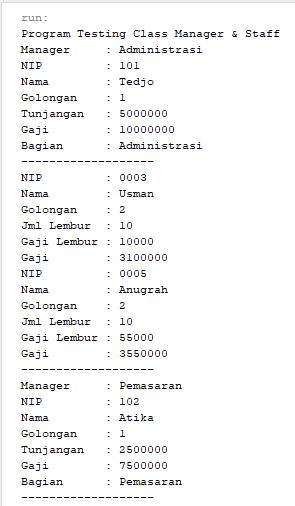 run:
Program Testing Class Manager & Staff
Manager     : Administrasi
NIP         : 101
Nama        : Tedjo
Golongan    : 1
Tunjangan   : 5000000
Gaji        : 10000000
Bagian      : Administrasi
-------------------
NIP         : 0003
Nama        : Usman
Golongan    : 2
Jml Lembur  : 10
Gaji Lembur : 10000
Gaji        : 3100000
NIP         : 0005
Nama        : Anugrah
Golongan    : 2
Jml Lembur  : 10
Gaji Lembur : 55000
Gaji        : 3550000
-------------------
Manager     : Pemasaran
NIP         : 102
Nama        : Atika
Golongan    : 1
Tunjangan   : 2500000
Gaji        : 7500000
Bagian      : Pemasaran
-------------------